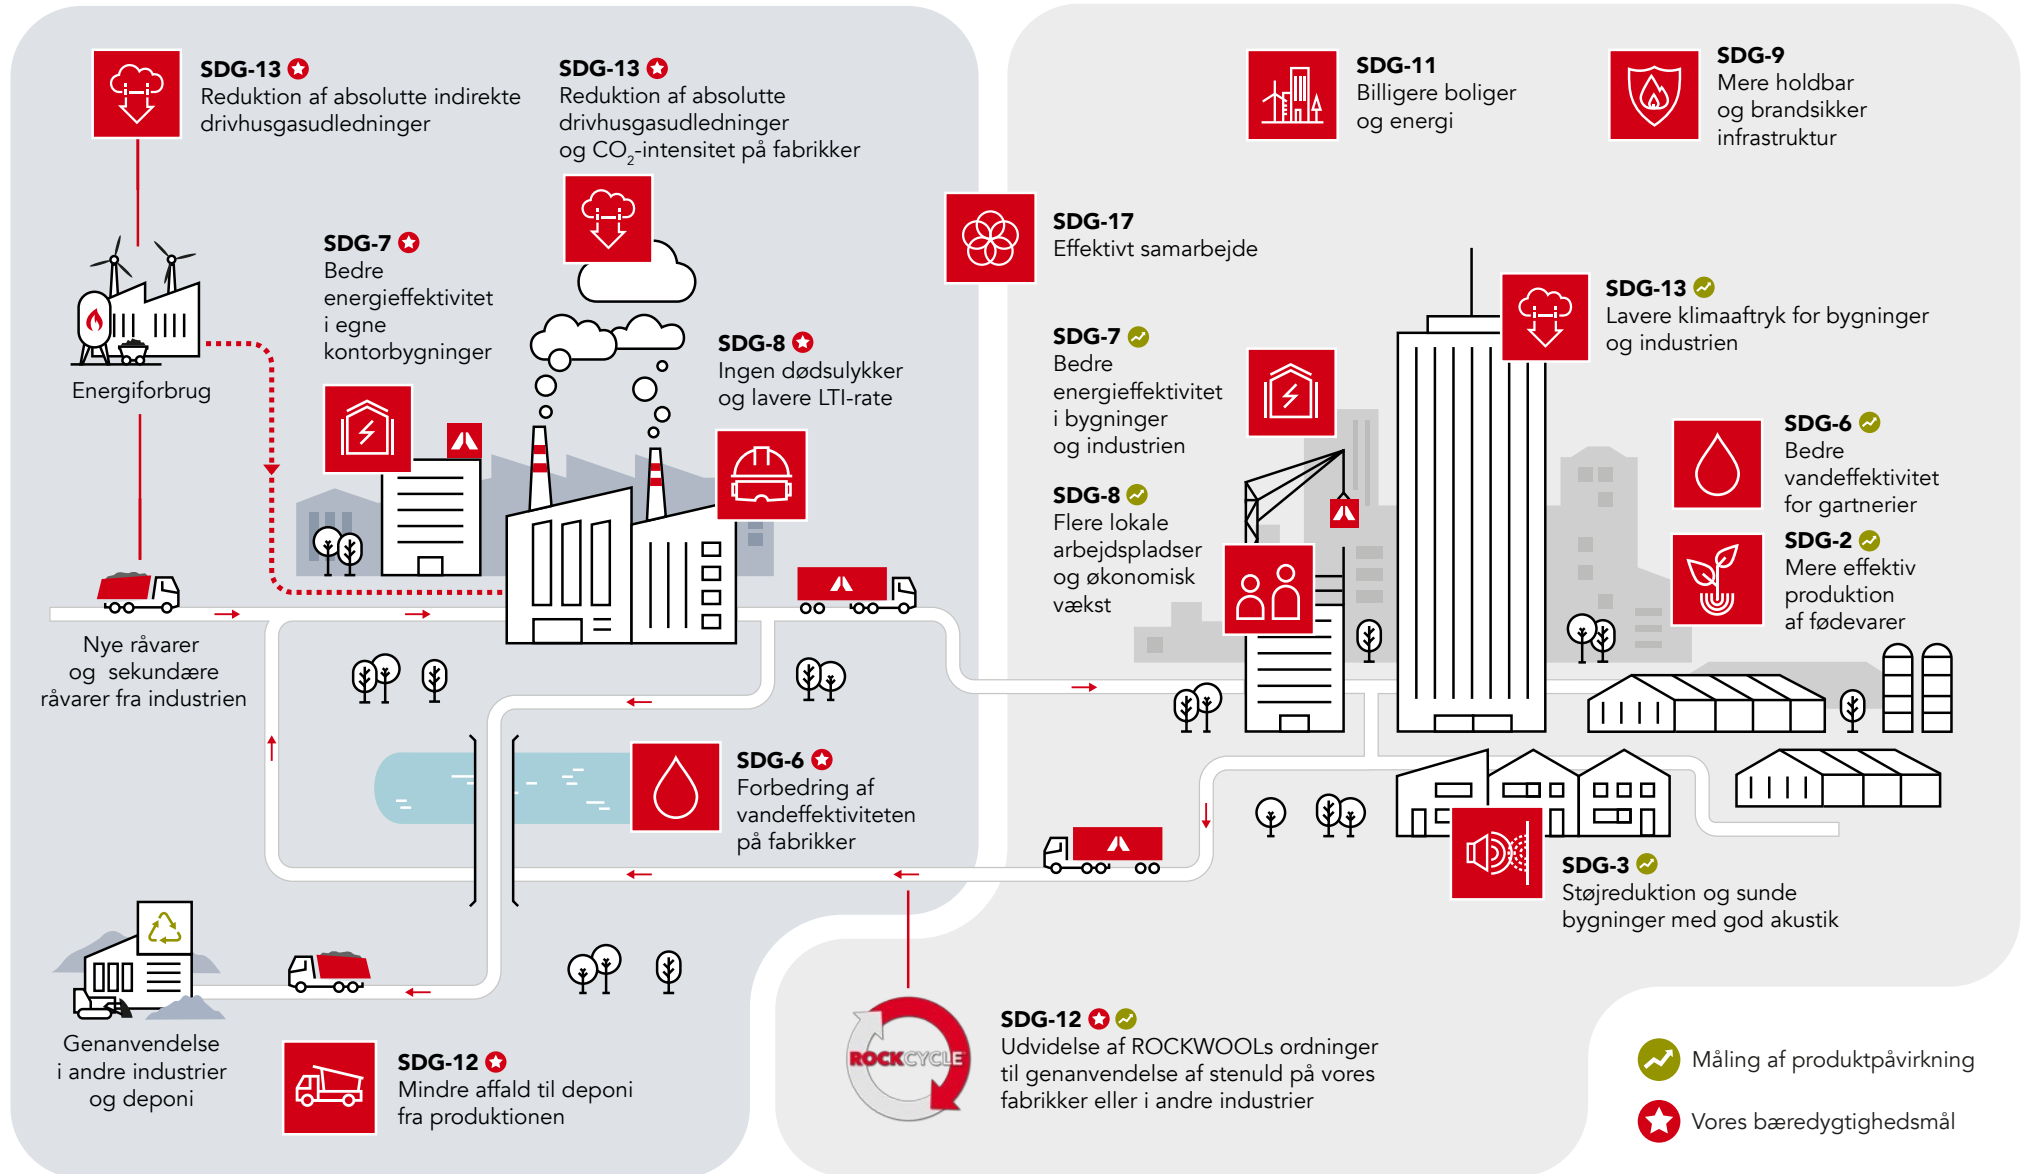 SDG-13
Reduktion af absolutte indirekte
drivhusgasudledninger
SDG-13
Reduktion af absolutte
drivhusgasudledninger
og CO₂-intensitet på fabrikker
SDG-7
Bedre
energieffektivitet
i egne
kontorbygninger
SDG-8
Ingen dødsulykker
og lavere LTI-rate
Energiforbrug
Nye råvarer
og sekundære
råvarer fra industrien
SDG-6
Forbedring af
vandeffektiviteten
på fabrikker
Genanvendelse
i andre industrier
og deponi
SDG-12
Mindre affald til deponi
fra produktionen
SDG-11
Billigere boliger
og energi
SDG-9
Mere holdbar
og brandsikker
infrastruktur
SDG-17
Effektivt samarbejde
SDG-7
Bedre
energieffektivitet
i bygninger
og industrien
SDG-8
Flere lokale
arbejdspladser
og økonomisk
vækst
SDG-13
Lavere klimaaftryk for bygninger
og industrien
SDG-6
Bedre
vandeffektivitet
for gartnerier
SDG-2
Mere effektiv
produktion
af fødevarer
SDG-3
Støjreduktion og sunde
bygninger med god akustik
ROCKCYCLE
SDG-12
Udvidelse af ROCKWOOLs ordninger
til genanvendelse af stenuld på vores
fabrikker eller i andre industrier
Måling af produktpåvirkning
Vores bæredygtighedsmål